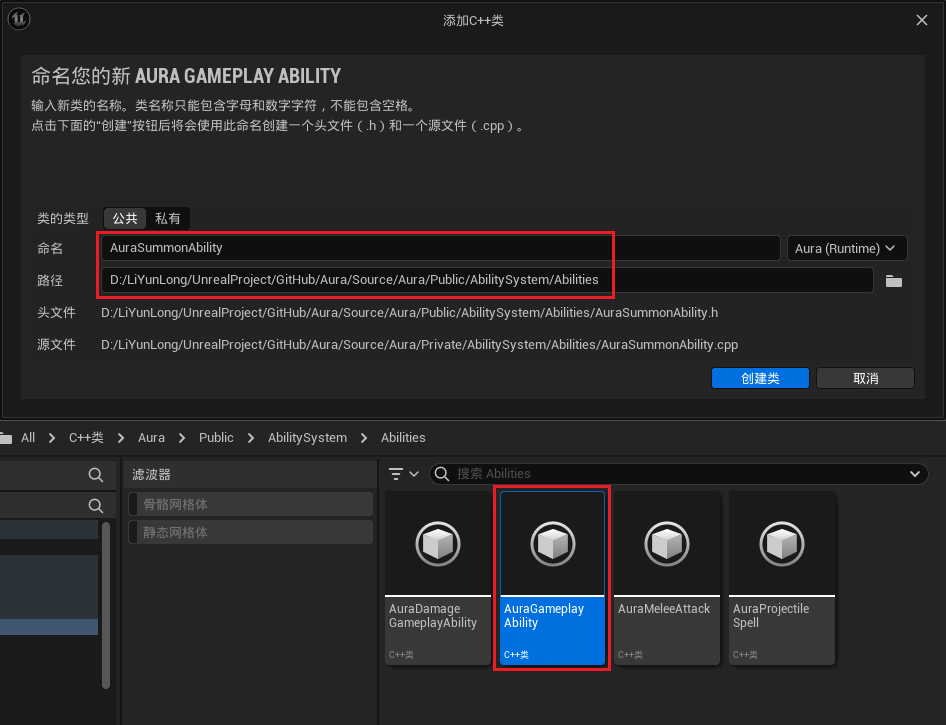 添加C++类
命名您的新 AURA GAMEPLAY ABILITY
输入新类的名称。类名称只能包含字母和数字字符，不能包含空格。
点击下面的“创建”按钮后将会使用此命名创建一个头文件（.h）和一个源文件（.cpp）。
类的类型 公共 私有
命名 AuraSummonAbility Aura (Runtime)
路径 D:/LiYunLong/UnrealProject/GitHub/Aura/Source/Aura/Public/AbilitySystem/Abilities
头文件 D:/LiYunLong/UnrealProject/GitHub/Aura/Source/Aura/Public/AbilitySystem/Abilities/AuraSummonAbility.h
源文件 D:/LiYunLong/UnrealProject/GitHub/Aura/Source/Aura/Private/AbilitySystem/Abilities/AuraSummonAbility.cpp
创建类 取消
All C++类 Aura Public AbilitySystem Abilities
滤波器 搜索 Abilities
骨骼网格体
静态网格体
AuraDamage
GameplayAbility
C++类
AuraGameplay
Ability
C++类
AuraMeleeAttack
C++类
AuraProjectile
Spell
C++类